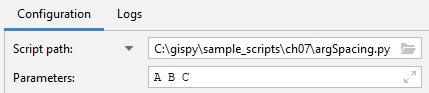 Configuration Logs
Script path: C:\gispy\sample_scripts\ch07\argSpacing.py
Parameters: A B C